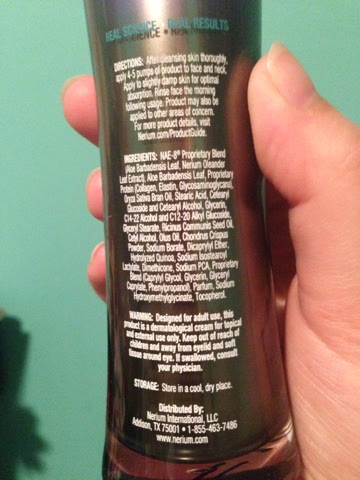 REAL SCIENCE • REAL RESULTS
DIRECTIONS: After cleansing skin thoroughly,
apply 4-5 pumps of product to face and neck.
Apply to slightly damp skin for optimal
absorption. Rinse face the morning
following usage. Product may also be
applied to other areas of concern.
For more product details, visit
Nerium.com/ProductGuide.
INGREDIENTS: NAE-8® Proprietary Blend
(Aloe Barbadensis Leaf, Nerium Oleander
Leaf Extract), Aloe Barbadensis Leaf, Proprietary
Protein (Collagen, Elastin, Glycosaminoglycans),
Oryza Sativa Bran Oil, Stearic Acid, Cetearyl
Glucoside and Cetearyl Alcohol, Glycerin,
C14-22 Alcohol and C12-20 Alkyl Glucoside,
Glyceryl Stearate, Ricinus Communis Seed Oil,
Cetyl Alcohol, Olus Oil, Chondrus Crispus
Powder, Sodium Borate, Dicaprylyl Ether,
Hydrolyzed Quinoa, Sodium Isostearoyl
Lactylate, Dimethicone, Sodium PCA, Proprietary
Blend (Caprylyl Glycol, Glycerin, Glyceryl
Caprylate, Phenylpropanol), Parfum, Sodium
Hydroxymethylglycinate, Tocopherol.
WARNING: Designed for adult use, this
product is a dermatological cream for topical
and external use only. Keep out of reach of
children and away from eyelid and soft
tissue around eye. If swallowed, consult
your physician.
STORAGE: Store in a cool, dry place.
Distributed By:
Nerium International, LLC
Addison, TX 75001 • 1-855-463-7486
www.nerium.com